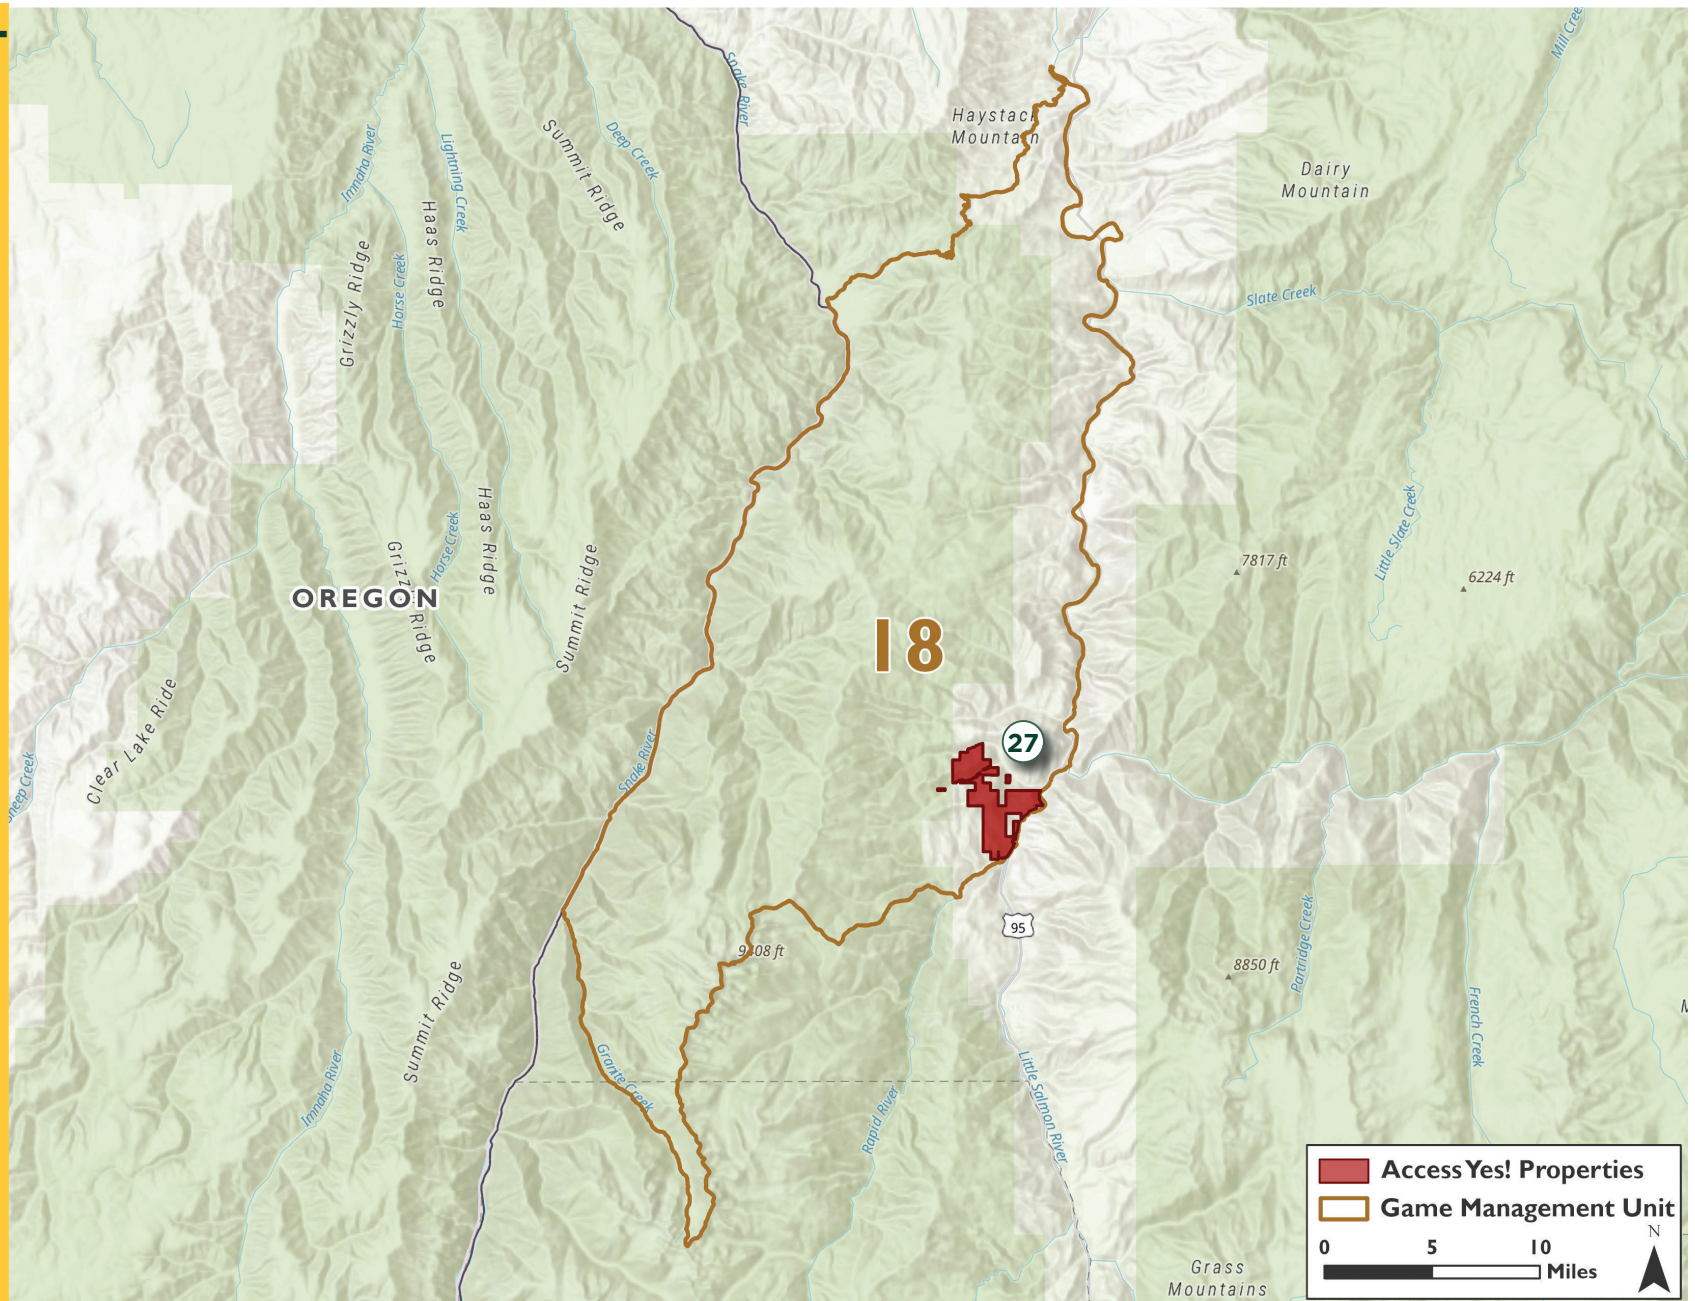 Mill Cree
Snake River
Haystack
Mountain
Summit Ridge
Deep Creek
Imnaha River
Lightning Creek
Dairy
Mountain
Haas Ridge
Grizzly Ridge
Horse Creek
Slate Creek
Haas Ridge
Horse Creek
Little Slate Creek
Grizzly Ridge
Summit Ridge
7817 ft
6224 ft
OREGON
18
Clear Lake Ride
Snake River
27
Sheep Creek
95
9408 ft
Partridge Creek
8850 ft
Summit Ridge
French Creek
M
Granite Creek
Imnaha River
Rapid River
Little Salmon River
Grass
Mountains
Access Yes! Properties
Game Management Unit
N
0 5 10
Miles